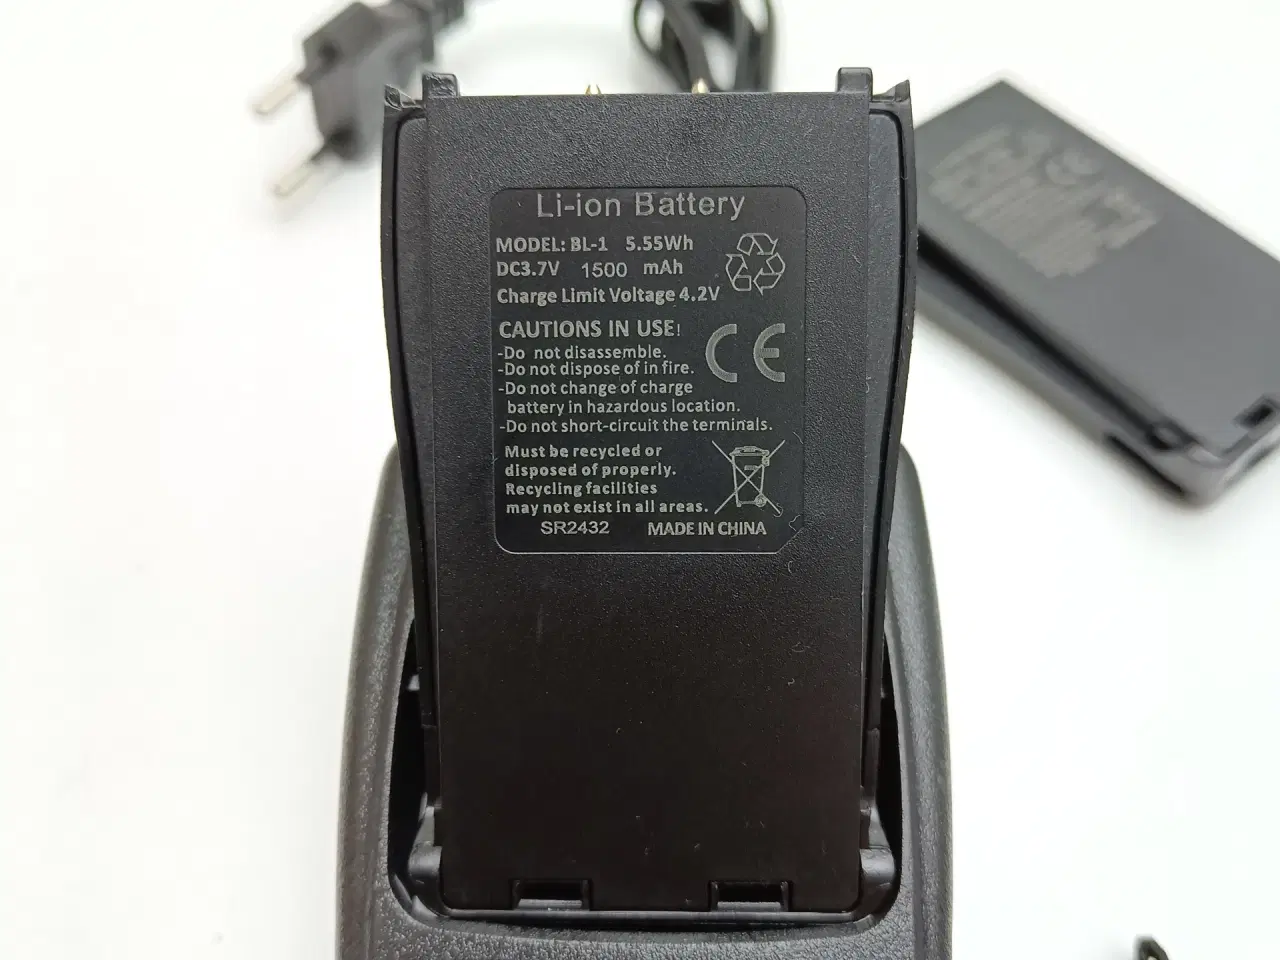 Li-ion Battery
MODEL: BL-1 5.55Wh
DC3.7V 1500 mAh
Charge Limit Voltage 4.2V
CAUTIONS IN USE!
-Do not disassemble.
-Do not dispose of in fire.
-Do not change of charge
battery in hazardous location.
-Do not short-circuit the terminals.
CE
Must be recycled or
disposed of properly.
Recycling facilities
may not exist in all areas.
SR2432 MADE IN CHINA